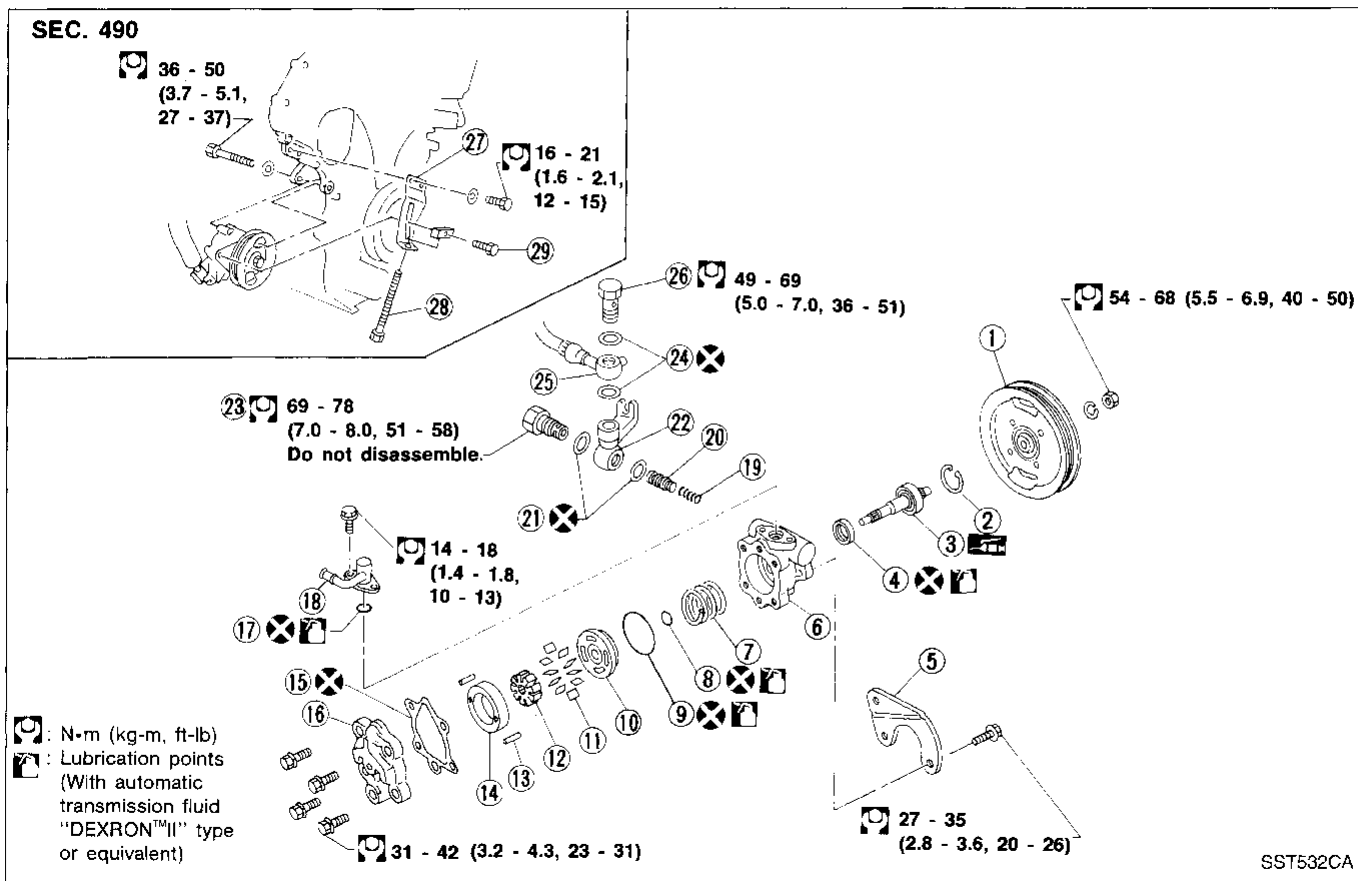 SEC. 490
36 - 50
(3.7 - 5.1,
27 - 37)
27
16 - 21
(1.6 - 2.1,
12 - 15)
29
28
26
49 - 69
(5.0 - 7.0, 36 - 51)
54 - 68 (5.5 - 6.9, 40 - 50)
1
24
25
23
69 - 78
(7.0 - 8.0, 51 - 58)
Do not disassemble.
22
20
19
21
2
3
4
14 - 18
(1.4 - 1.8,
10 - 13)
18
17
6
7
5
8
15
9
16
10
11
12
13
14
: N•m (kg-m, ft-lb)
: Lubrication points
(With automatic
transmission fluid
“DEXRON™II” type
or equivalent)
31 - 42 (3.2 - 4.3, 23 - 31)
27 - 35
(2.8 - 3.6, 20 - 26)
SST532CA